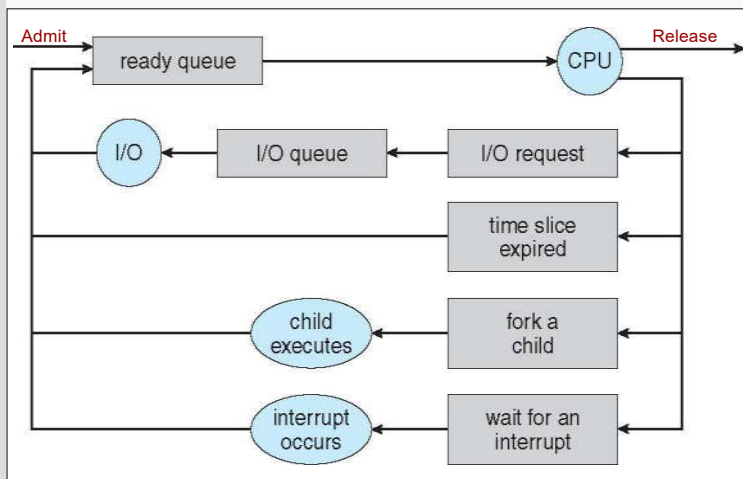 Admit
Release
ready queue
CPU
I/O
I/O queue
I/O request
time slice
expired
child
executes
fork a
child
interrupt
occurs
wait for an
interrupt